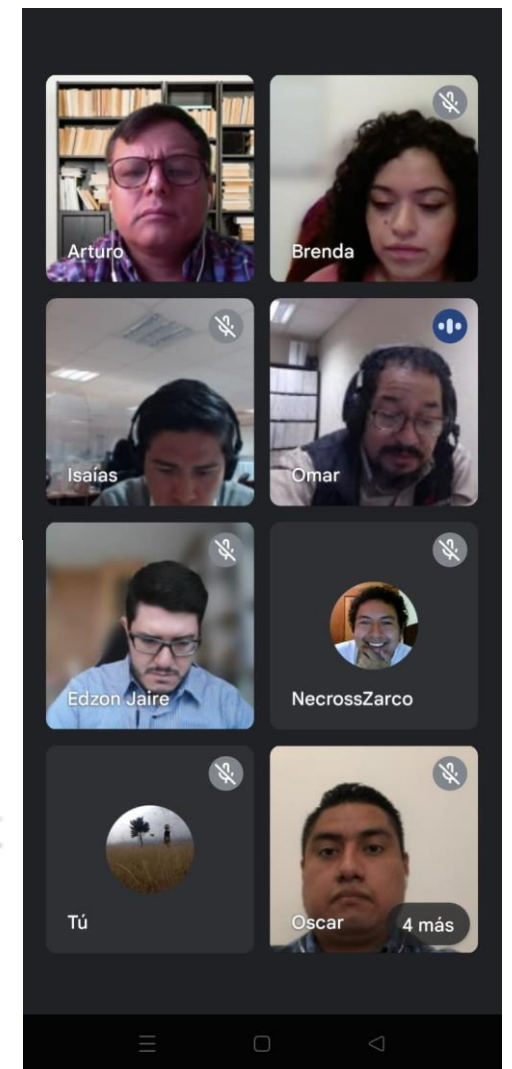 Arturo
Brenda
Isaías
Omar
Edzon Jaire
NecrossZarco
Tú
Oscar
4 más